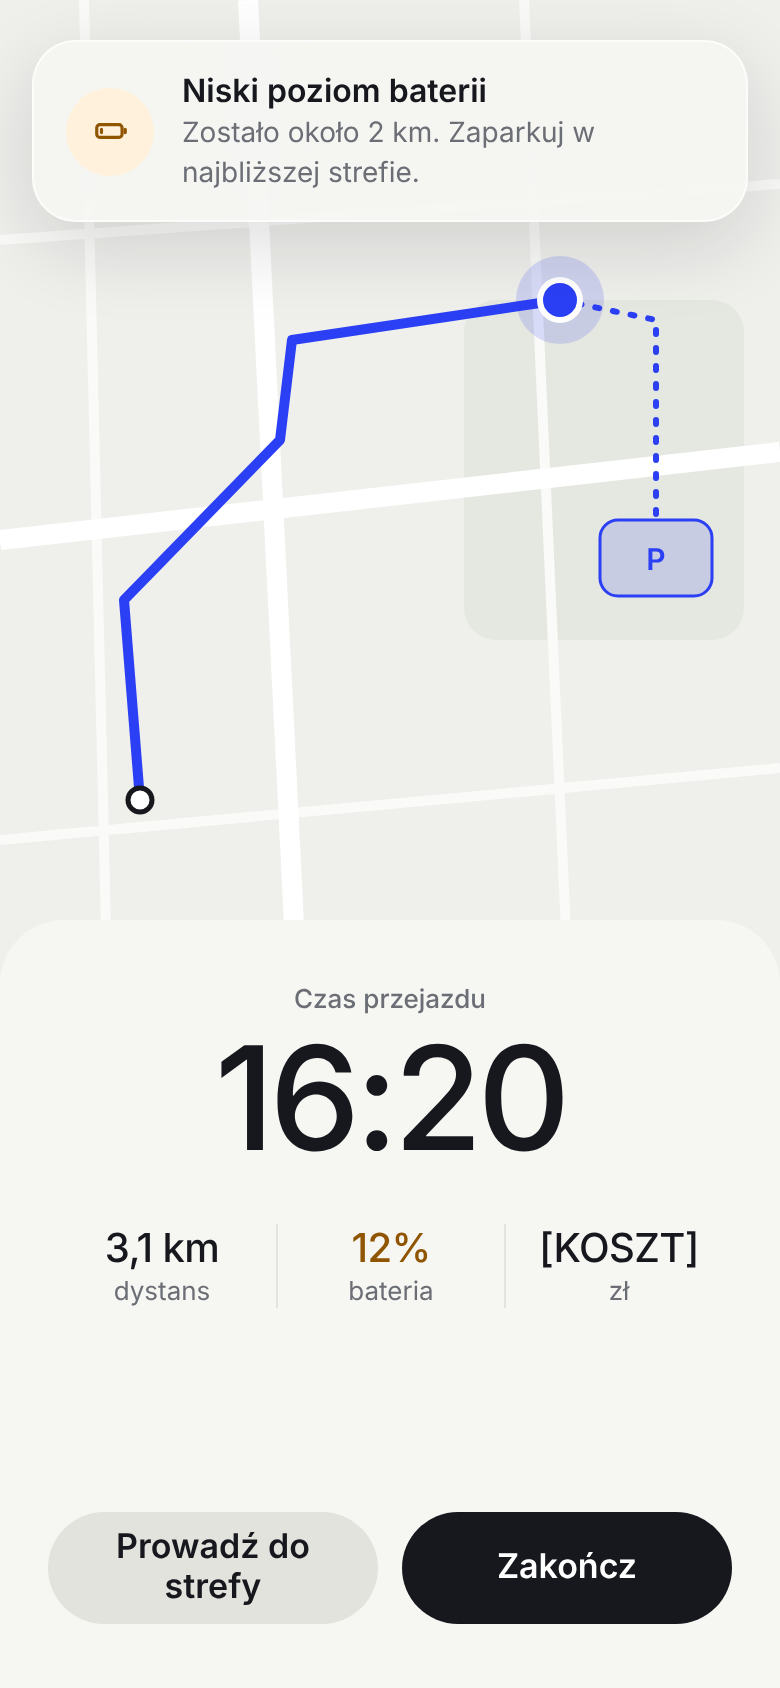 Niski poziom baterii
Zostało około 2 km. Zaparkuj w
najbliższej strefie.
P
Czas przejazdu
16:20
3,1 km
dystans
12%
bateria
[KOSZT]
zł
Prowadź do
strefy
Zakończ